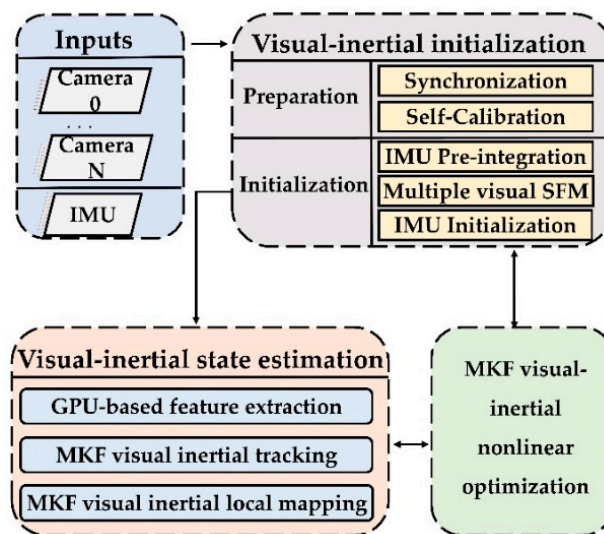 Inputs
Camera
0
...
Camera
N
IMU
Visual-inertial initialization
Preparation
Synchronization
Self-Calibration
Initialization
IMU Pre-integration
Multiple visual SFM
IMU Initialization
Visual-inertial state estimation
GPU-based feature extraction
MKF visual inertial tracking
MKF visual inertial local mapping
MKF visual-
inertial
nonlinear
optimization